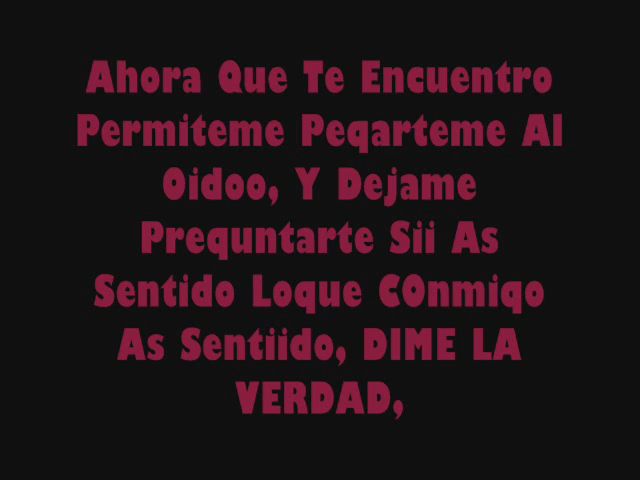 Ahora Que Te Encuentro
Permiteme Peqarteme Al
Oidoo, Y Dejame
Prequntarte Sii As
Sentido Loque COnmiqo
As Sentiido, DIME LA
VERDAD,